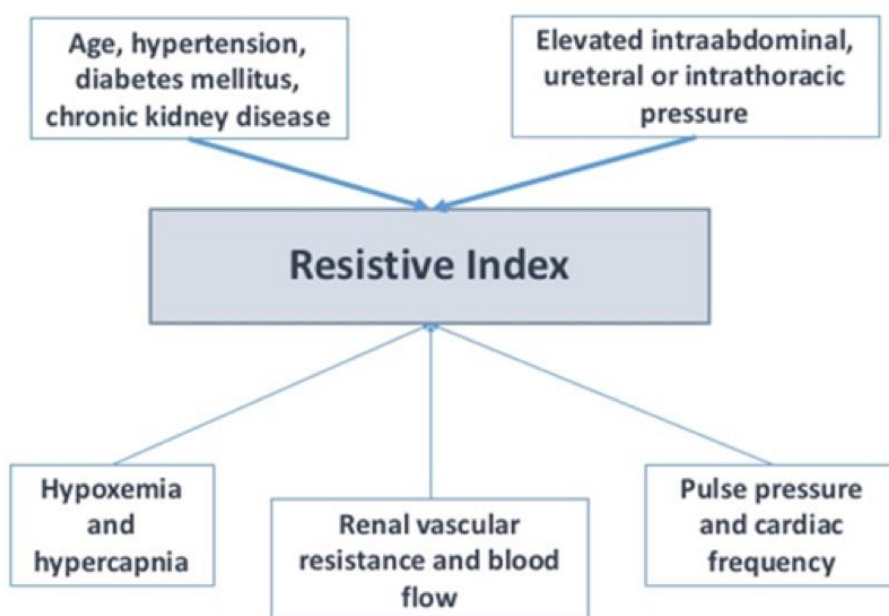 Age, hypertension,
diabetes mellitus,
chronic kidney disease
Elevated intraabdominal,
ureteral or intrathoracic
pressure
Resistive Index
Hypoxemia
and
hypercapnia
Renal vascular
resistance and blood
flow
Pulse pressure
and cardiac
frequency